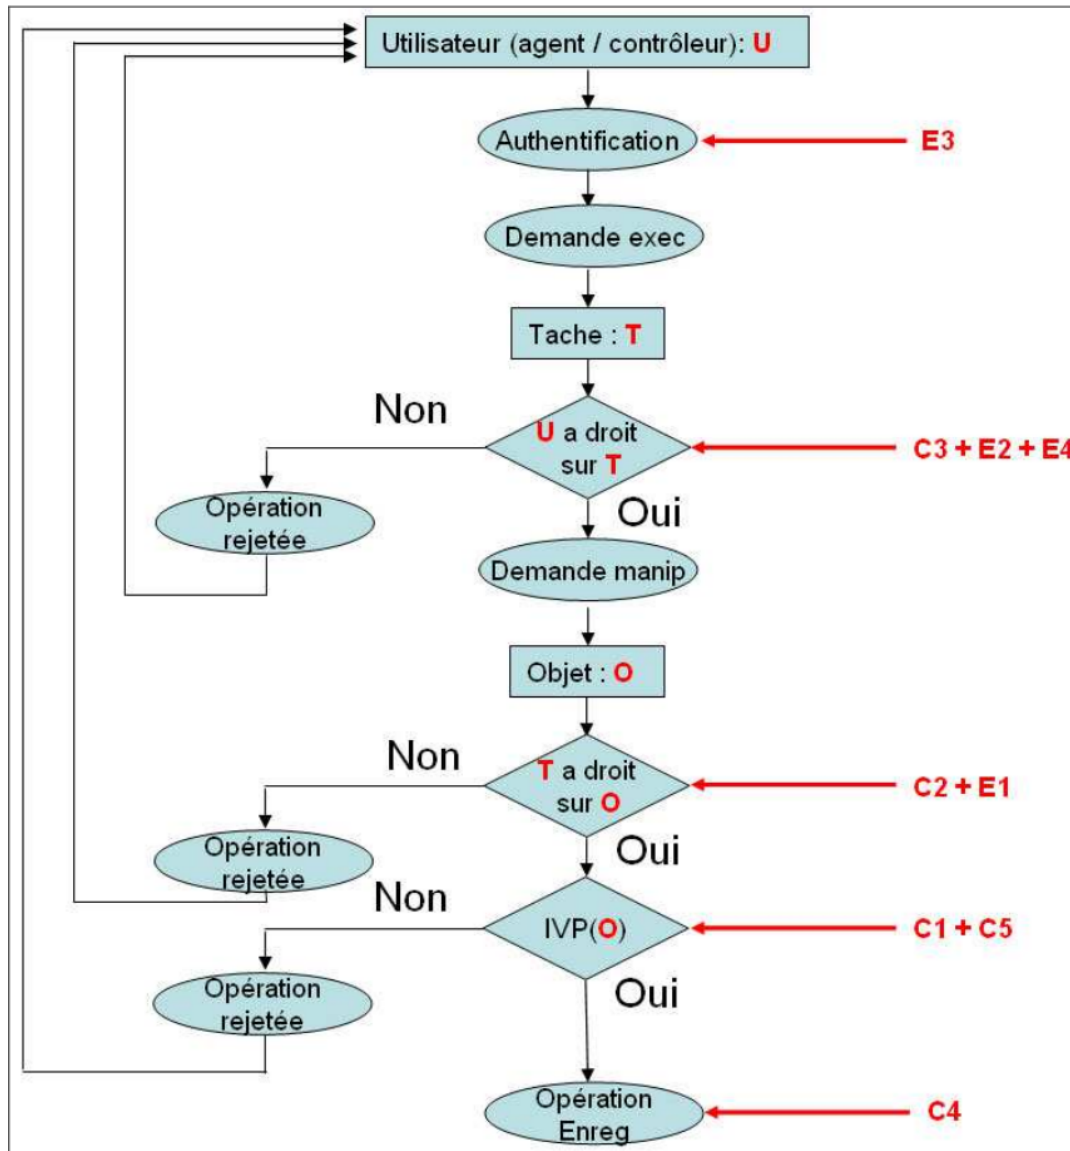 Utilisateur (agent / contrôleur): U
Authentification
E3
Demande exec
Tache : T
Non
U a droit
sur T
C3 + E2 + E4
Opération
rejetée
Oui
Demande manip
Objet : O
Non
T a droit
sur O
C2 + E1
Opération
rejetée
Oui
Non
IVP(O)
C1 + C5
Opération
rejetée
Oui
Opération
Enreg
C4